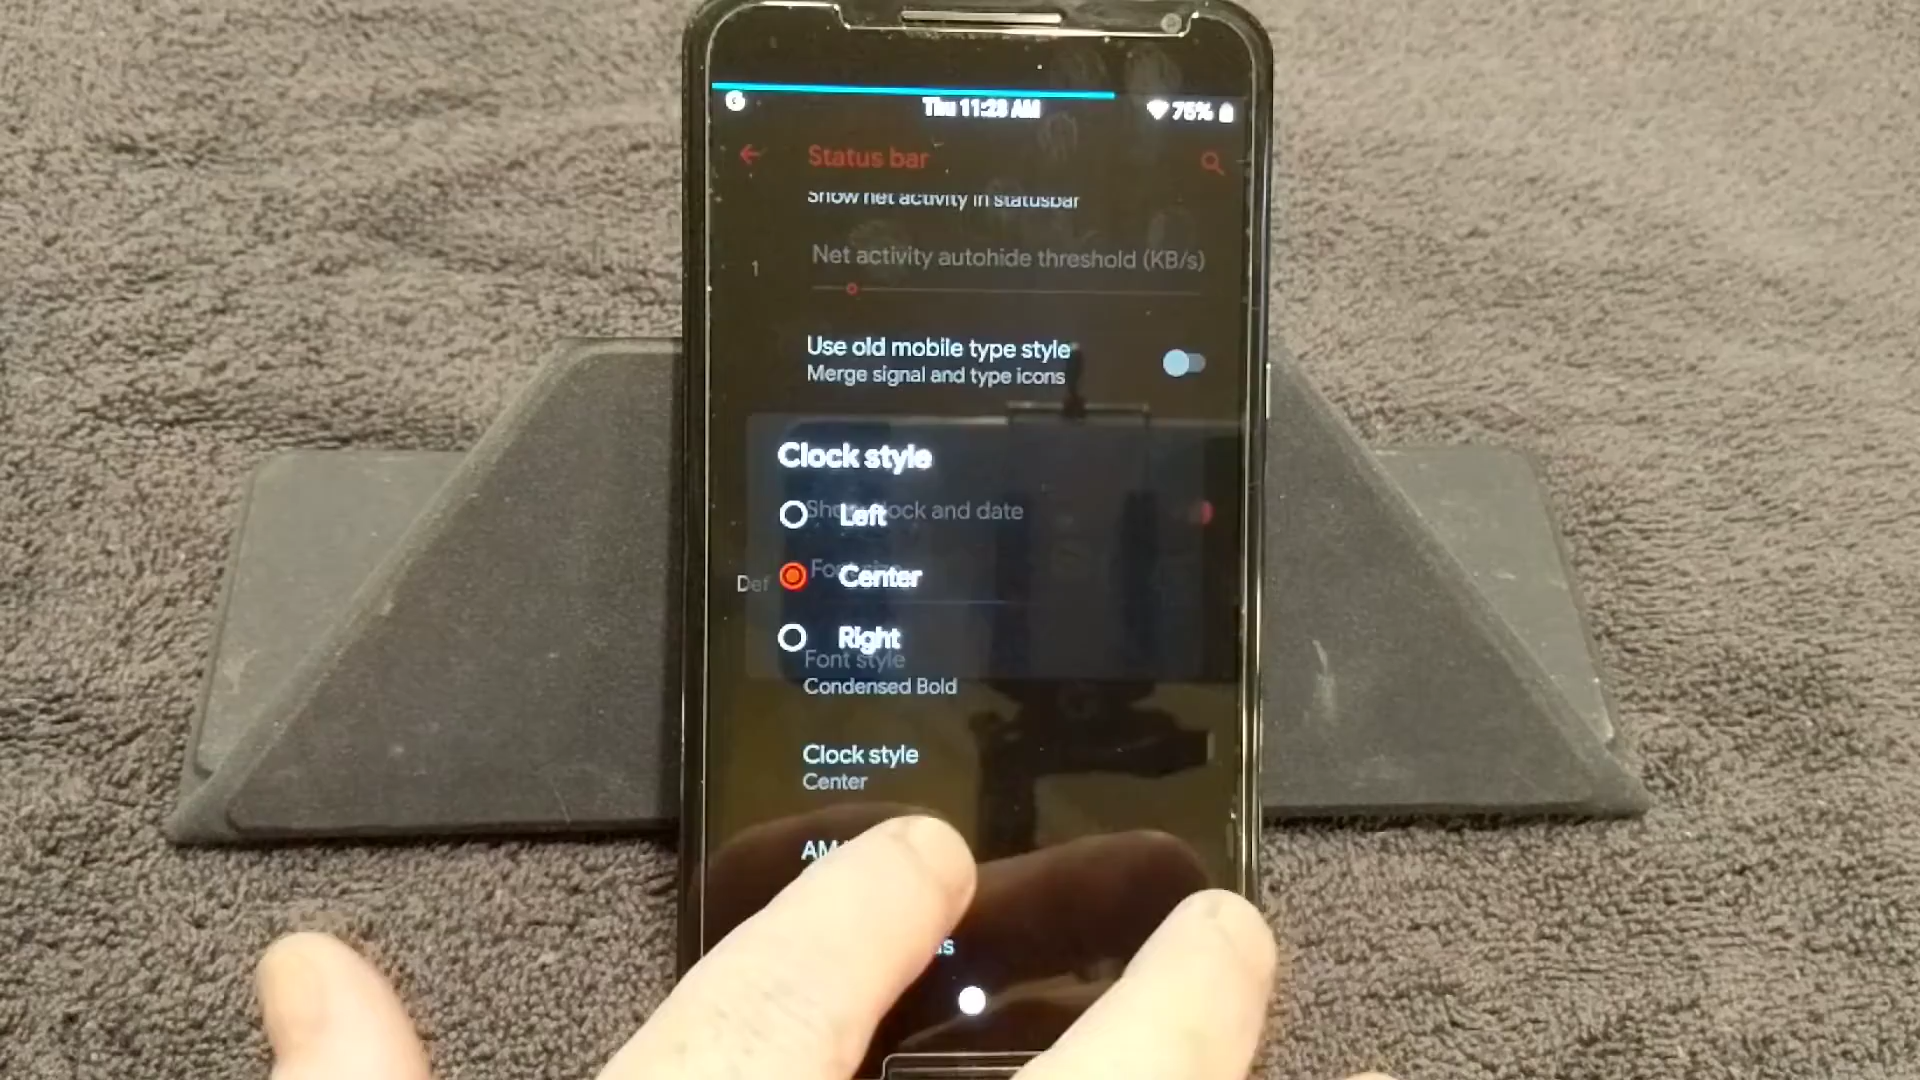 Thu 11:28 AM
75%
Status bar
Show net activity in statusbar
Net activity autohide threshold (KB/s)
1
Use old mobile type style
Merge signal and type icons
Clock style
Left
Center
Right
Font style
Condensed Bold
Clock style
Center